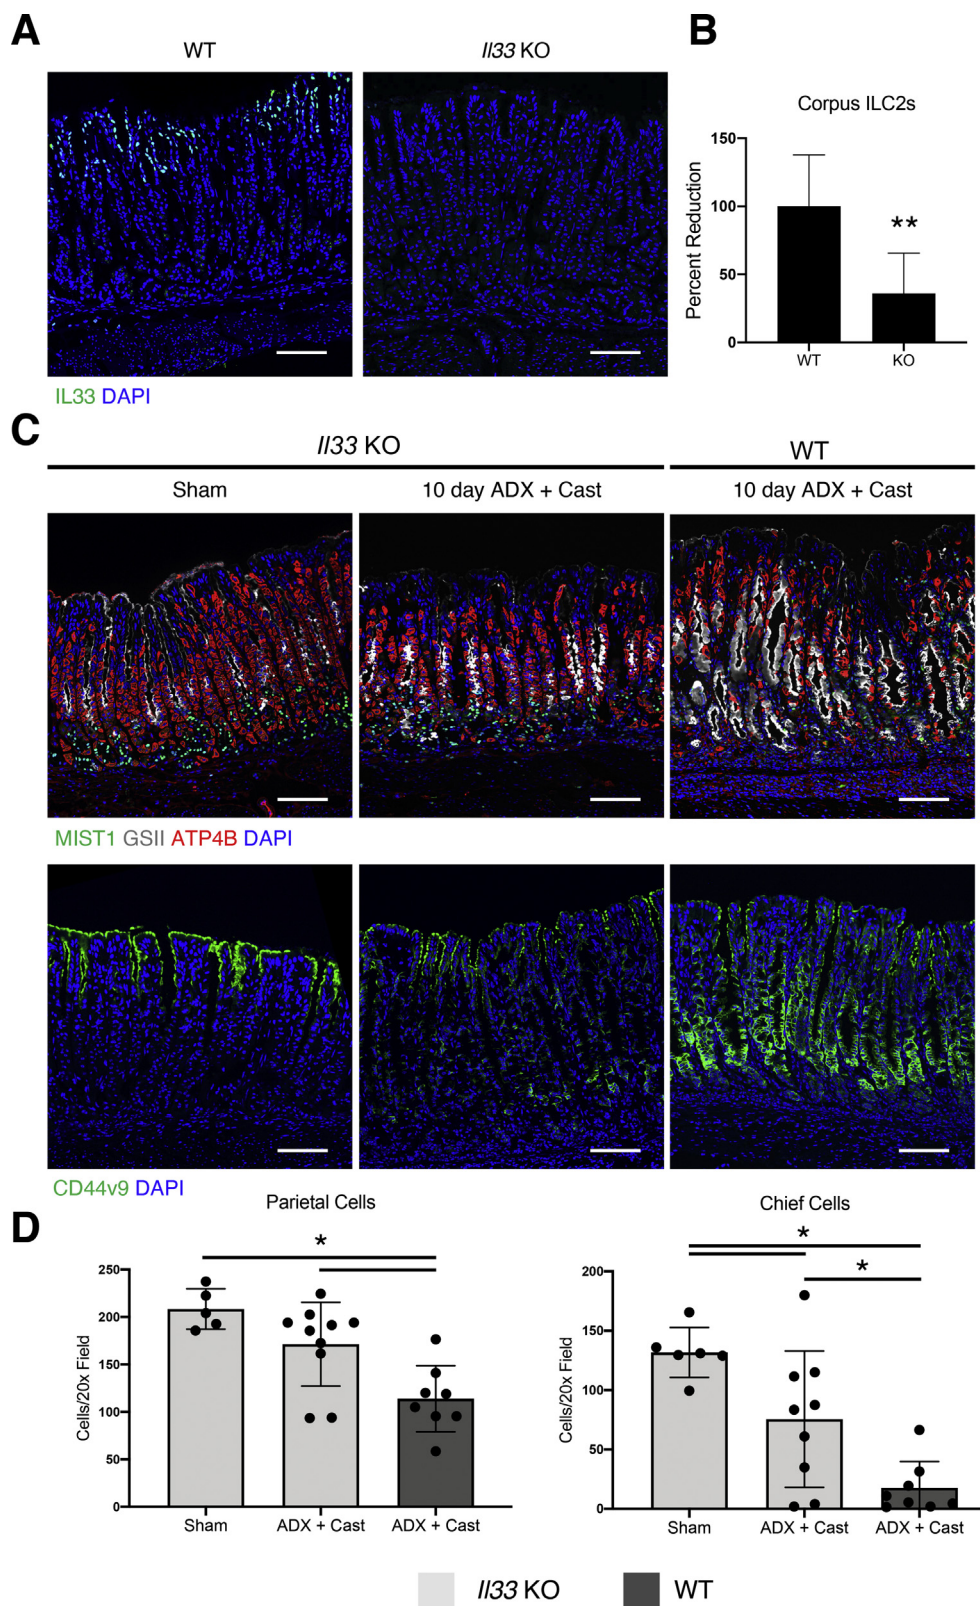 A
WT
Il33 KO
IL33 DAPI
B
Corpus ILC2s
Percent Reduction
150
100
50
0
WT
KO
**
C
Il33 KO
WT
Sham
10 day ADX + Cast
10 day ADX + Cast
MIST1 GSII ATP4B DAPI
CD44v9 DAPI
D
Parietal Cells
*
Cells/20x Field
250
200
150
100
50
0
Sham
ADX + Cast
ADX + Cast
Chief Cells
*
*
Cells/20x Field
200
150
100
50
0
Sham
ADX + Cast
ADX + Cast
Il33 KO
WT